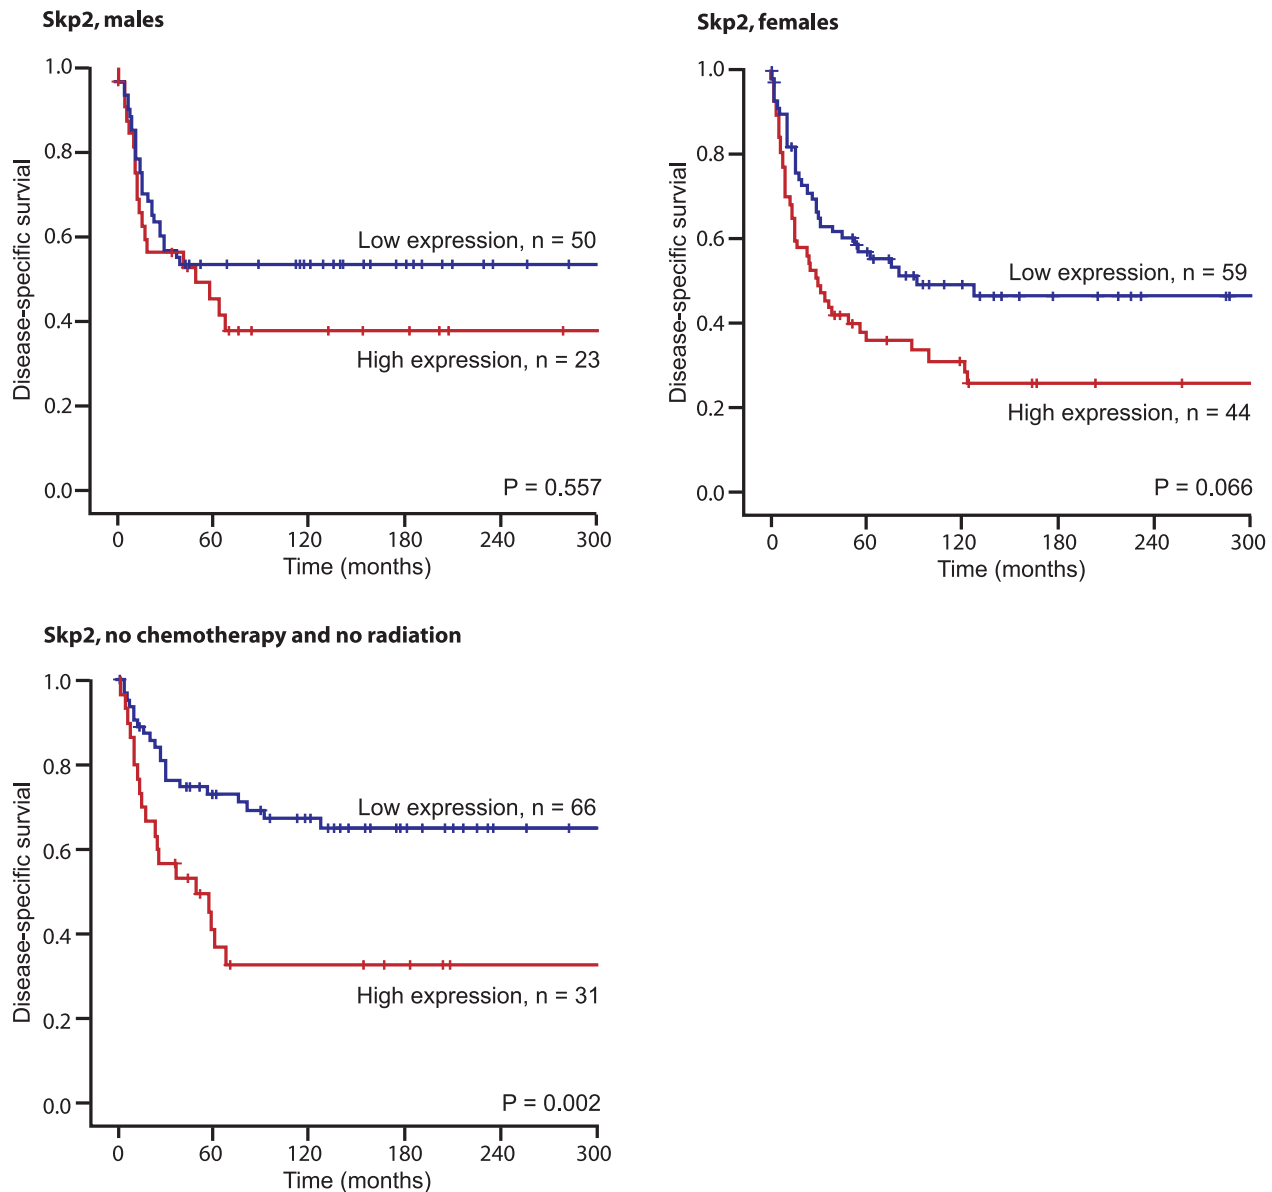 Skp2, males
1.0
0.8
0.6
0.4
0.2
0.0
Disease-specific survial
Low expression, n = 50
High expression, n = 23
P = 0.557
0 60 120 180 240 300
Time (months)
Skp2, females
1.0
0.8
0.6
0.4
0.2
0.0
Disease-specific survial
Low expression, n = 59
High expression, n = 44
P = 0.066
0 60 120 180 240 300
Time (months)
Skp2, no chemotherapy and no radiation
1.0
0.8
0.6
0.4
0.2
0.0
Disease-specific survial
Low expression, n = 66
High expression, n = 31
P = 0.002
0 60 120 180 240 300
Time (months)